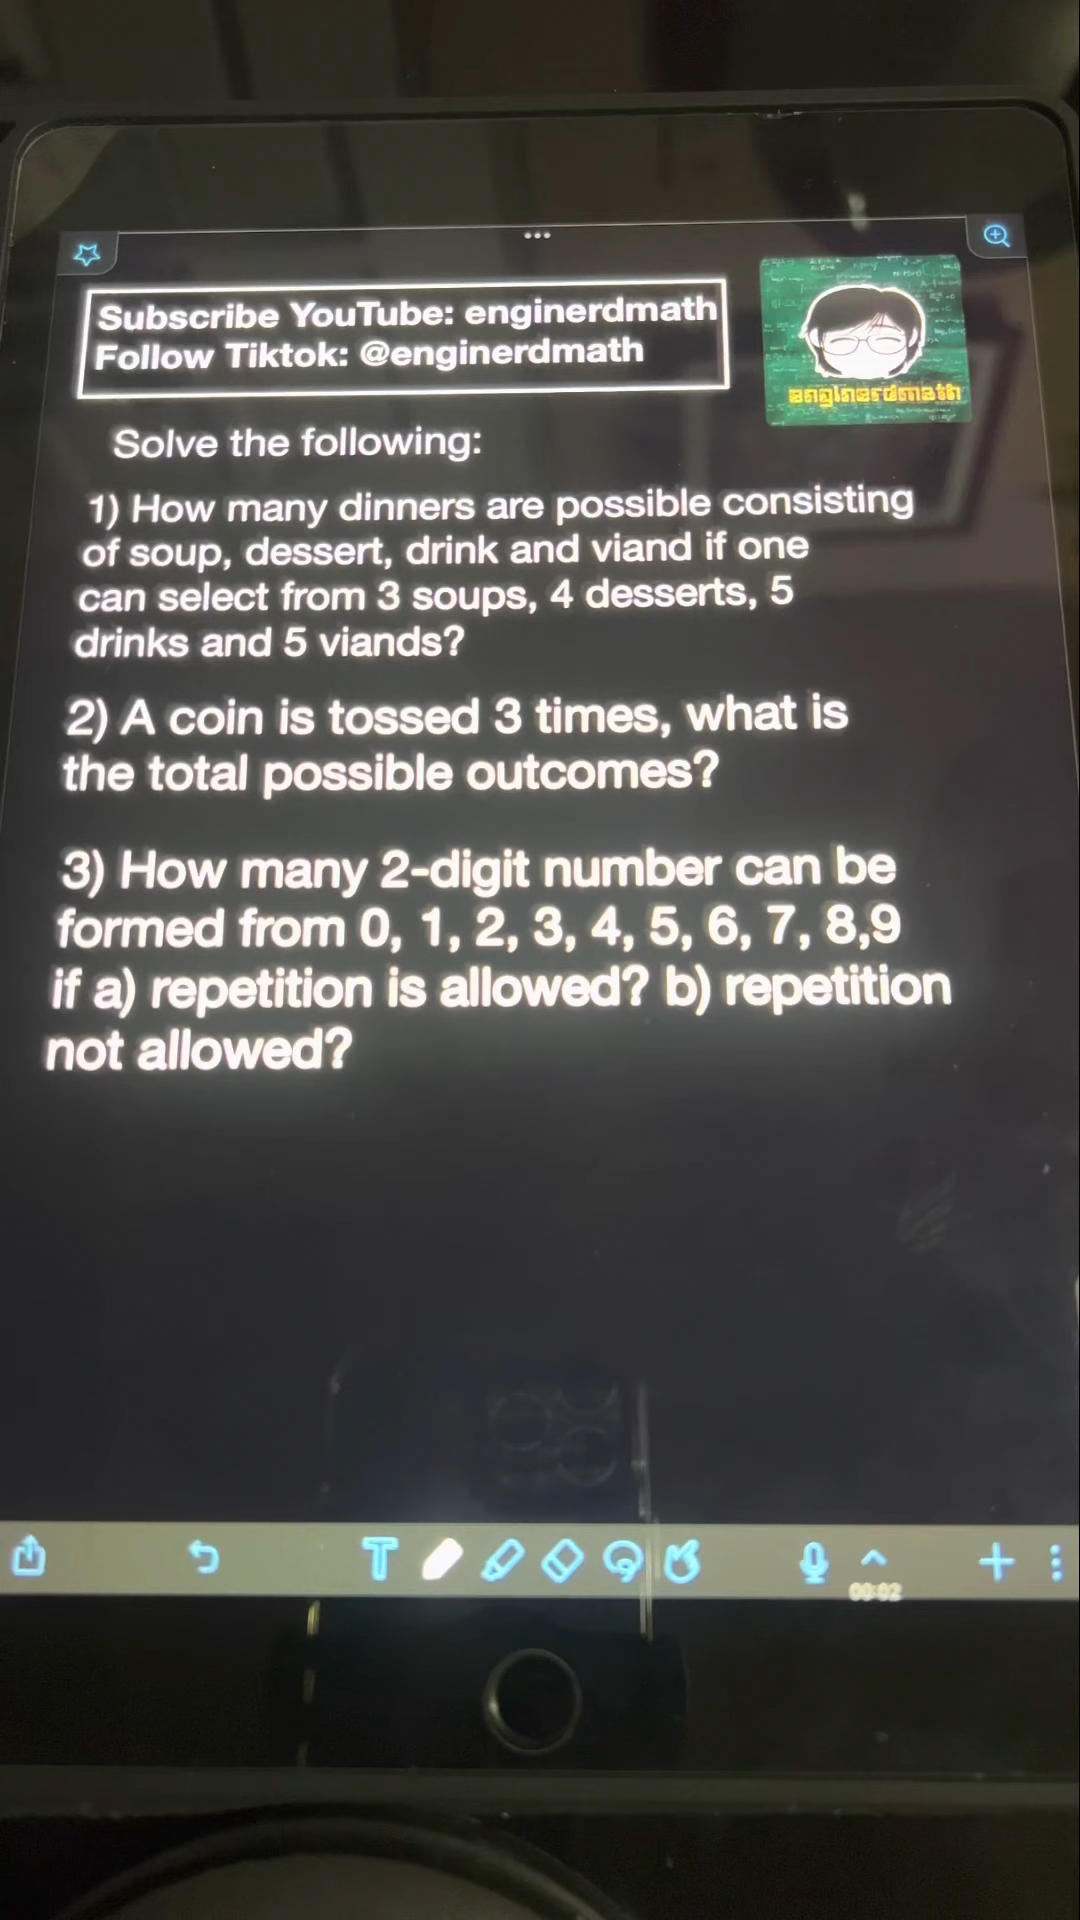 Subscribe YouTube: enginerdmath
Follow Tiktok: @enginerdmath
enginerdmath
Solve the following:
1) How many dinners are possible consisting
of soup, dessert, drink and viand if one
can select from 3 soups, 4 desserts, 5
drinks and 5 viands?
2) A coin is tossed 3 times, what is
the total possible outcomes?
3) How many 2-digit number can be
formed from 0, 1, 2, 3, 4, 5, 6, 7, 8,9
if a) repetition is allowed? b) repetition
not allowed?
T
00:02